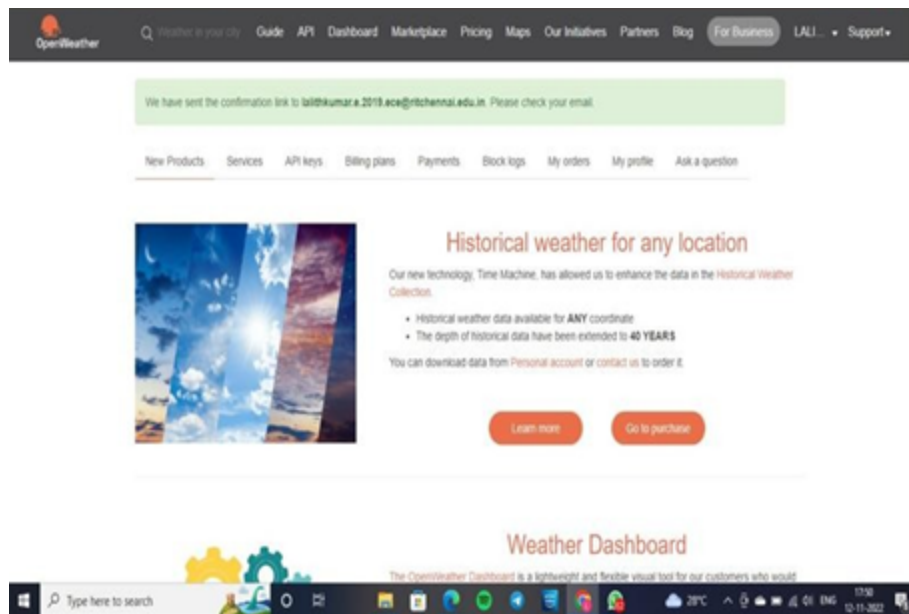 OpenWeather
Weather in your city Guide API Dashboard Marketplace Pricing Maps Our Initiatives Partners Blog For Business LALI... Support
We have sent the confirmation link to lalithkumar.e.2019.ece@ritchennai.edu.in. Please check your email.
New Products Services API keys Billing plans Payments Block logs My orders My profile Ask a question
Historical weather for any location
Our new technology, Time Machine, has allowed us to enhance the data in the Historical Weather
Collection.
• Historical weather data available for ANY coordinate
• The depth of historical data have been extended to 40 YEARS
You can download data from Personal account or contact us to order it.
Learn more Go to purchase
Weather Dashboard
The OpenWeather Dashboard is a lightweight and flexible visual tool for our customers who would
Type here to search
28°C ENG 17:50
12-11-2022